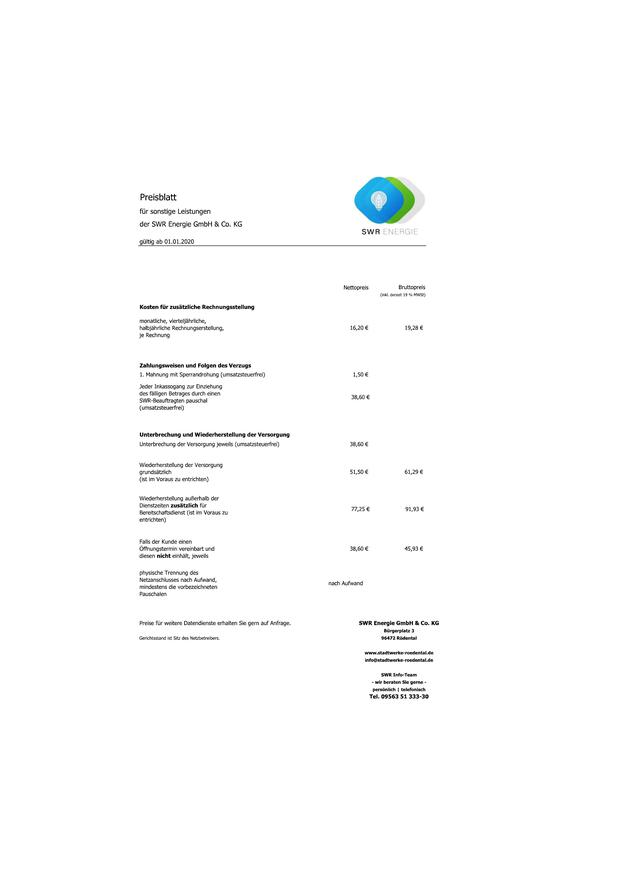 Preisblatt
für sonstige Leistungen
der SWR Energie GmbH & Co. KG
gültig ab 01.01.2020
SWR ENERGIE
Nettopreis Bruttopreis
(inkl. derzeit 19 % MWSt)
Kosten für zusätzliche Rechnungsstellung
monatliche, vierteljährliche,
halbjährliche Rechnungserstellung, 16,20 € 19,28 €
je Rechnung
Zahlungsweisen und Folgen des Verzugs
1. Mahnung mit Sperrandrohung (umsatzsteuerfrei) 1,50 €
Jeder Inkassogang zur Einziehung
des fälligen Betrages durch einen
SWR-Beauftragten pauschal 38,60 €
(umsatzsteuerfrei)
Unterbrechung und Wiederherstellung der Versorgung
Unterbrechung der Versorgung jeweils (umsatzsteuerfrei) 38,60 €
Wiederherstellung der Versorgung
grundsätzlich 51,50 € 61,29 €
(ist im Voraus zu entrichten)
Wiederherstellung außerhalb der
Dienstzeiten zusätzlich für
Bereitschaftsdienst (ist im Voraus zu 77,25 € 91,93 €
entrichten)
Falls der Kunde einen
Öffnungstermin vereinbart und 38,60 € 45,93 €
diesen nicht einhält, jeweils
physische Trennung des
Netzanschlusses nach Aufwand, nach Aufwand
mindestens die vorbezeichneten
Pauschalen
Preise für weitere Datendienste erhalten Sie gern auf Anfrage.
Gerichtsstand ist Sitz des Netzbetreibers.
SWR Energie GmbH & Co. KG
Bürgerplatz 3
96472 Rödental
www.stadtwerke-roedental.de
info@stadtwerke-roedental.de
SWR Info-Team
- wir beraten Sie gerne -
persönlich | telefonisch
Tel. 09563 51 333-30